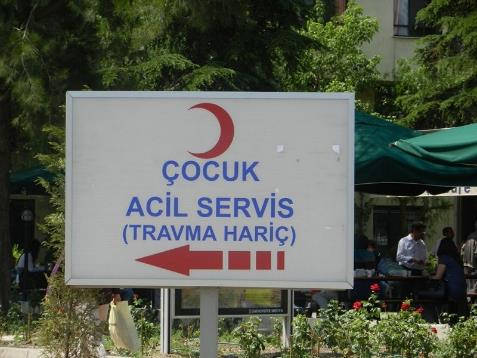 ÇOCUK
ACİL SERVİS
(TRAVMA HARİÇ)